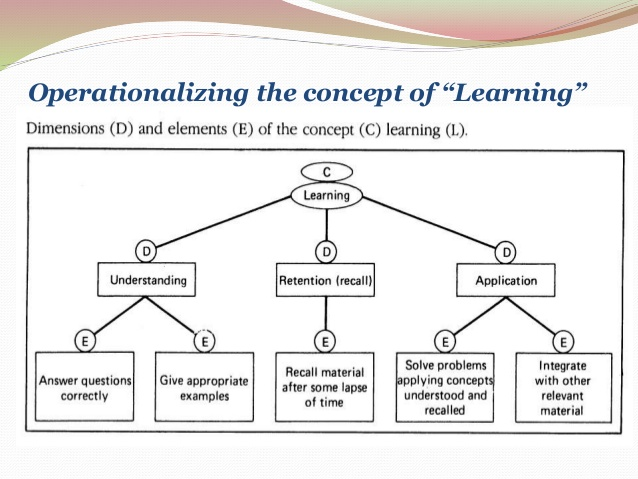 Operationalizing the concept of “Learning”
Dimensions (D) and elements (E) of the concept (C) learning (L).
C
Learning
D
D
D
Understanding
Retention (recall)
Application
E
E
E
E
E
Answer questions
correctly
Give appropriate
examples
Recall material
after some lapse
of time
Solve problems
applying concepts
understood and
recalled
Integrate
with other
relevant
material